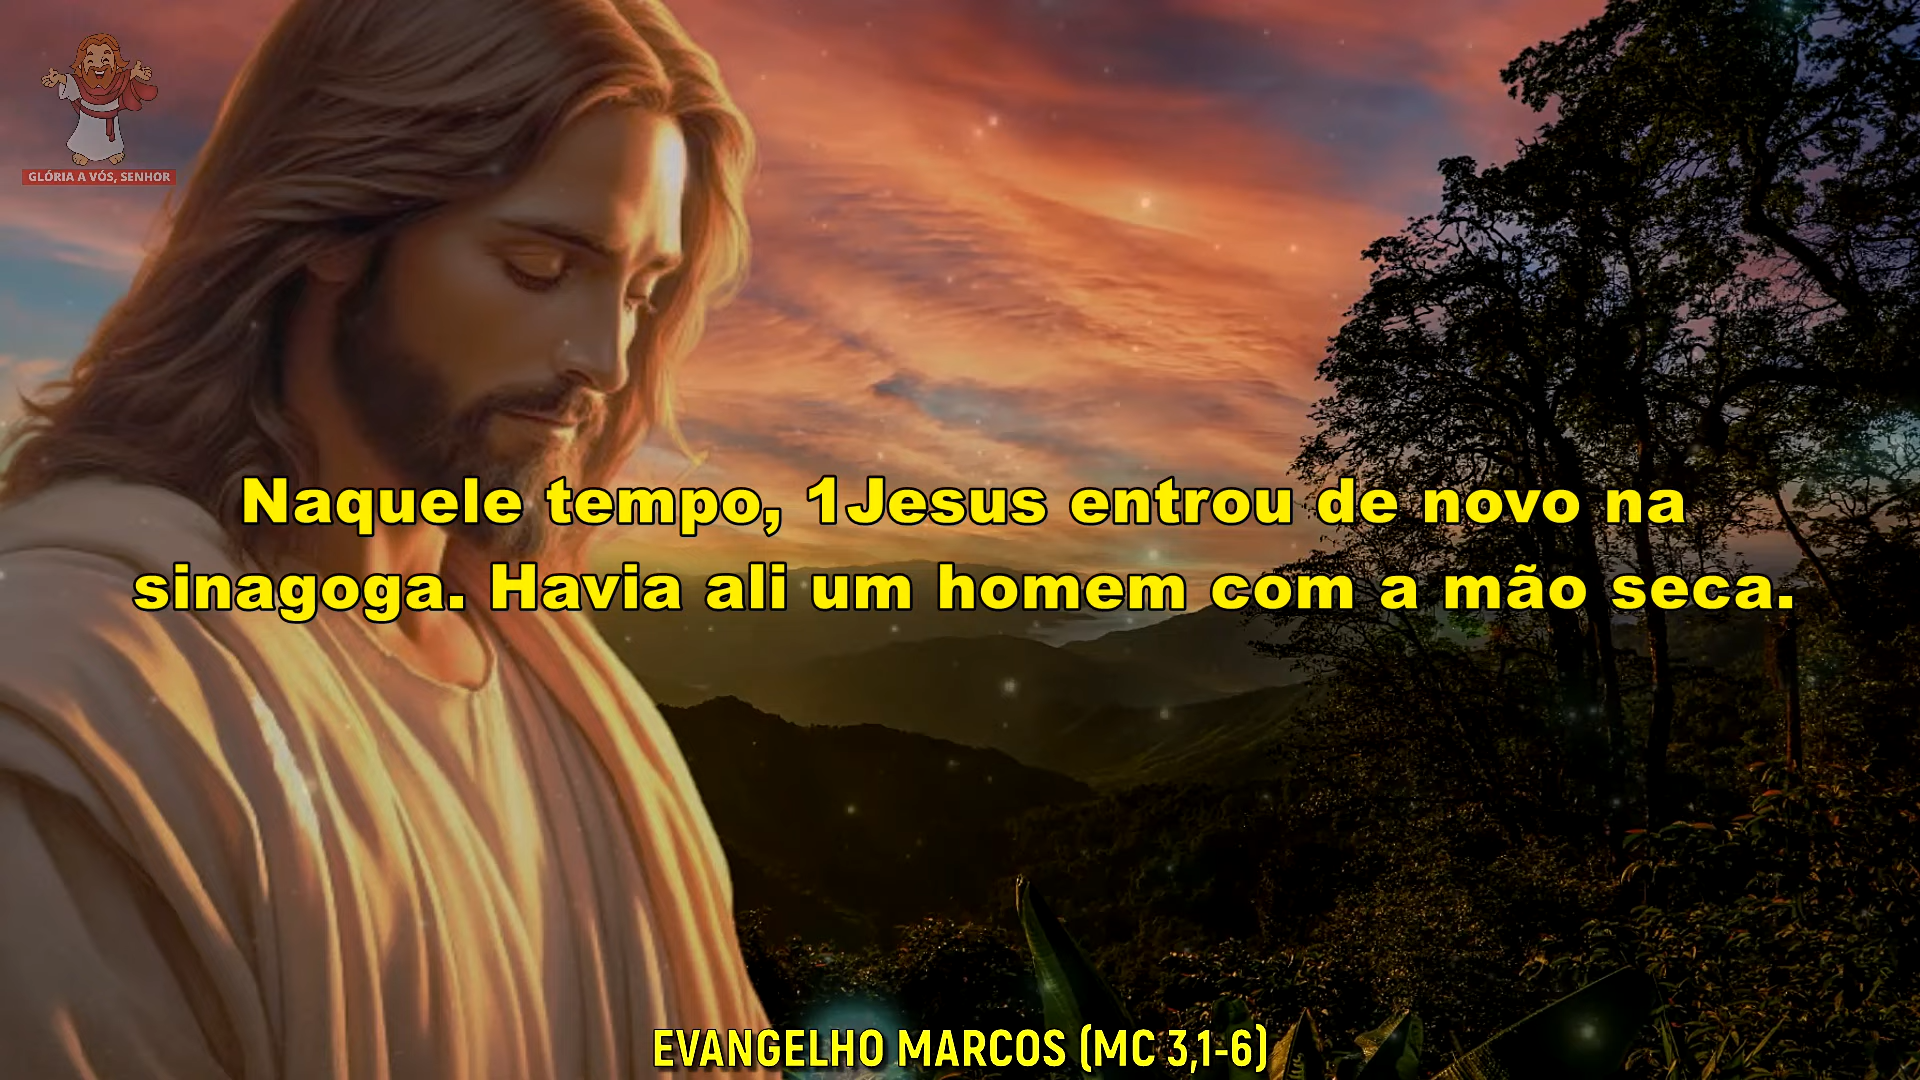 GLÓRIA A VÓS, SENHOR
Naquele tempo, 1Jesus entrou de novo na
sinagoga. Havia ali um homem com a mão seca.
EVANGELHO MARCOS (MC 3,1-6)